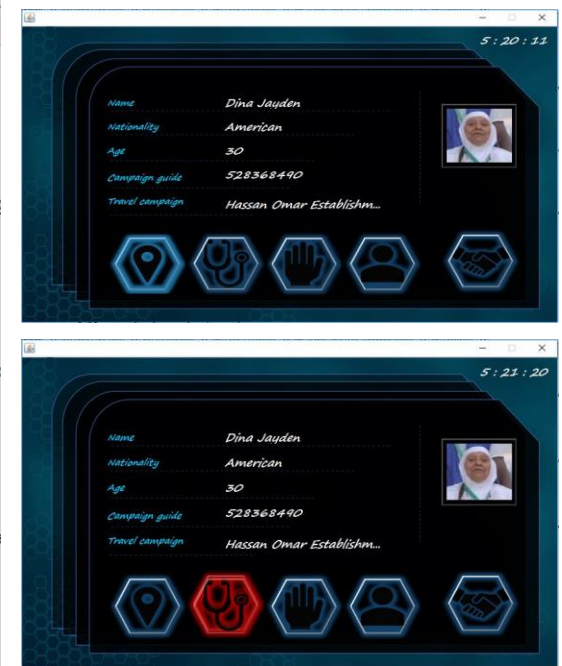 5 : 20 : 11
Name Dina Jayden
Nationality American
Age 30
Campaign guide 528368490
Travel campaign Hassan Omar Establishm...
5 : 21 : 20
Name Dina Jayden
Nationality American
Age 30
Campaign guide 528368490
Travel campaign Hassan Omar Establishm...